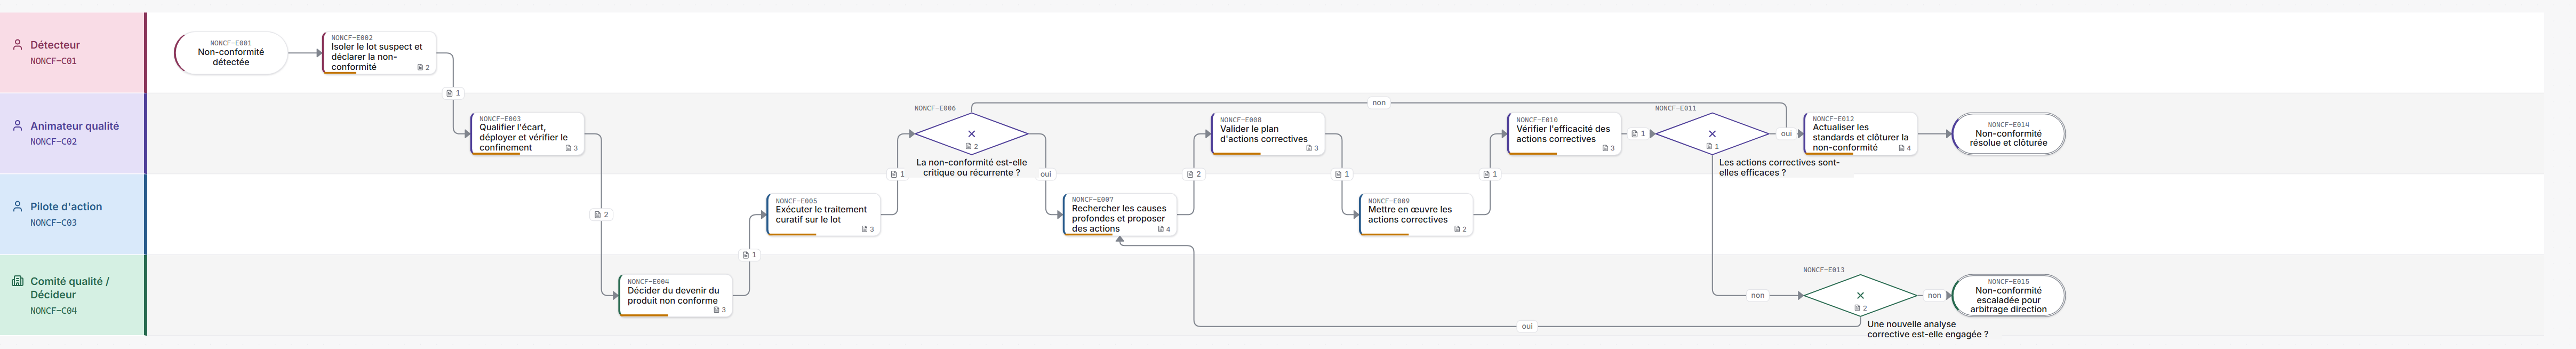 Détecteur
NONCF-C01
NONCF-E001
Non-conformité
détectée
NONCF-E002
Isoler le lot suspect et
déclarer la non-
conformité
2
1
Animateur qualité
NONCF-C02
NONCF-E003
Qualifier l'écart,
déployer et vérifier le
confinement
3
NONCF-E006
2
La non-conformité est-elle
critique ou récurrente ?
non
oui
NONCF-E008
Valider le plan
d'actions correctives
3
NONCF-E010
Vérifier l'efficacité des
actions correctives
3
1
NONCF-E011
1
Les actions correctives sont-
elles efficaces ?
oui
NONCF-E012
Actualiser les
standards et clôturer la
non-conformité
4
NONCF-E014
Non-conformité
résolue et clôturée
1
2
1
1
Pilote d'action
NONCF-C03
2
NONCF-E005
Exécuter le traitement
curatif sur le lot
3
NONCF-E007
Rechercher les causes
profondes et proposer
des actions
4
NONCF-E009
Mettre en œuvre les
actions correctives
2
1
Comité qualité /
Décideur
NONCF-C04
NONCF-E004
Décider du devenir du
produit non conforme
3
non
NONCF-E013
2
Une nouvelle analyse
corrective est-elle engagée ?
oui
non
NONCF-E015
Non-conformité
escaladée pour
arbitrage direction